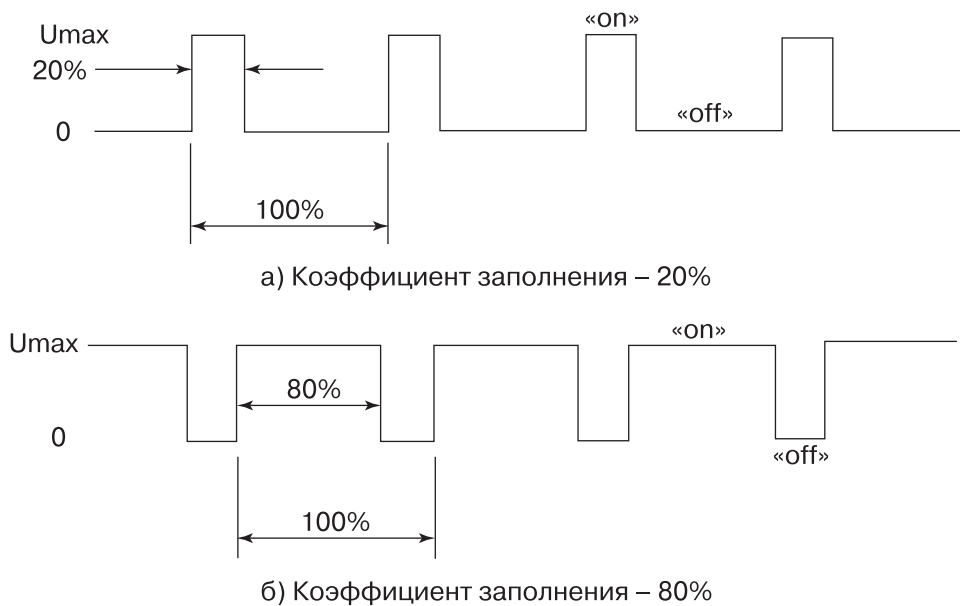 «on»
Umax
20%
0
«off»
100%
а) Коэффициент заполнения – 20%
«on»
Umax
80%
0
«off»
100%
б) Коэффициент заполнения – 80%